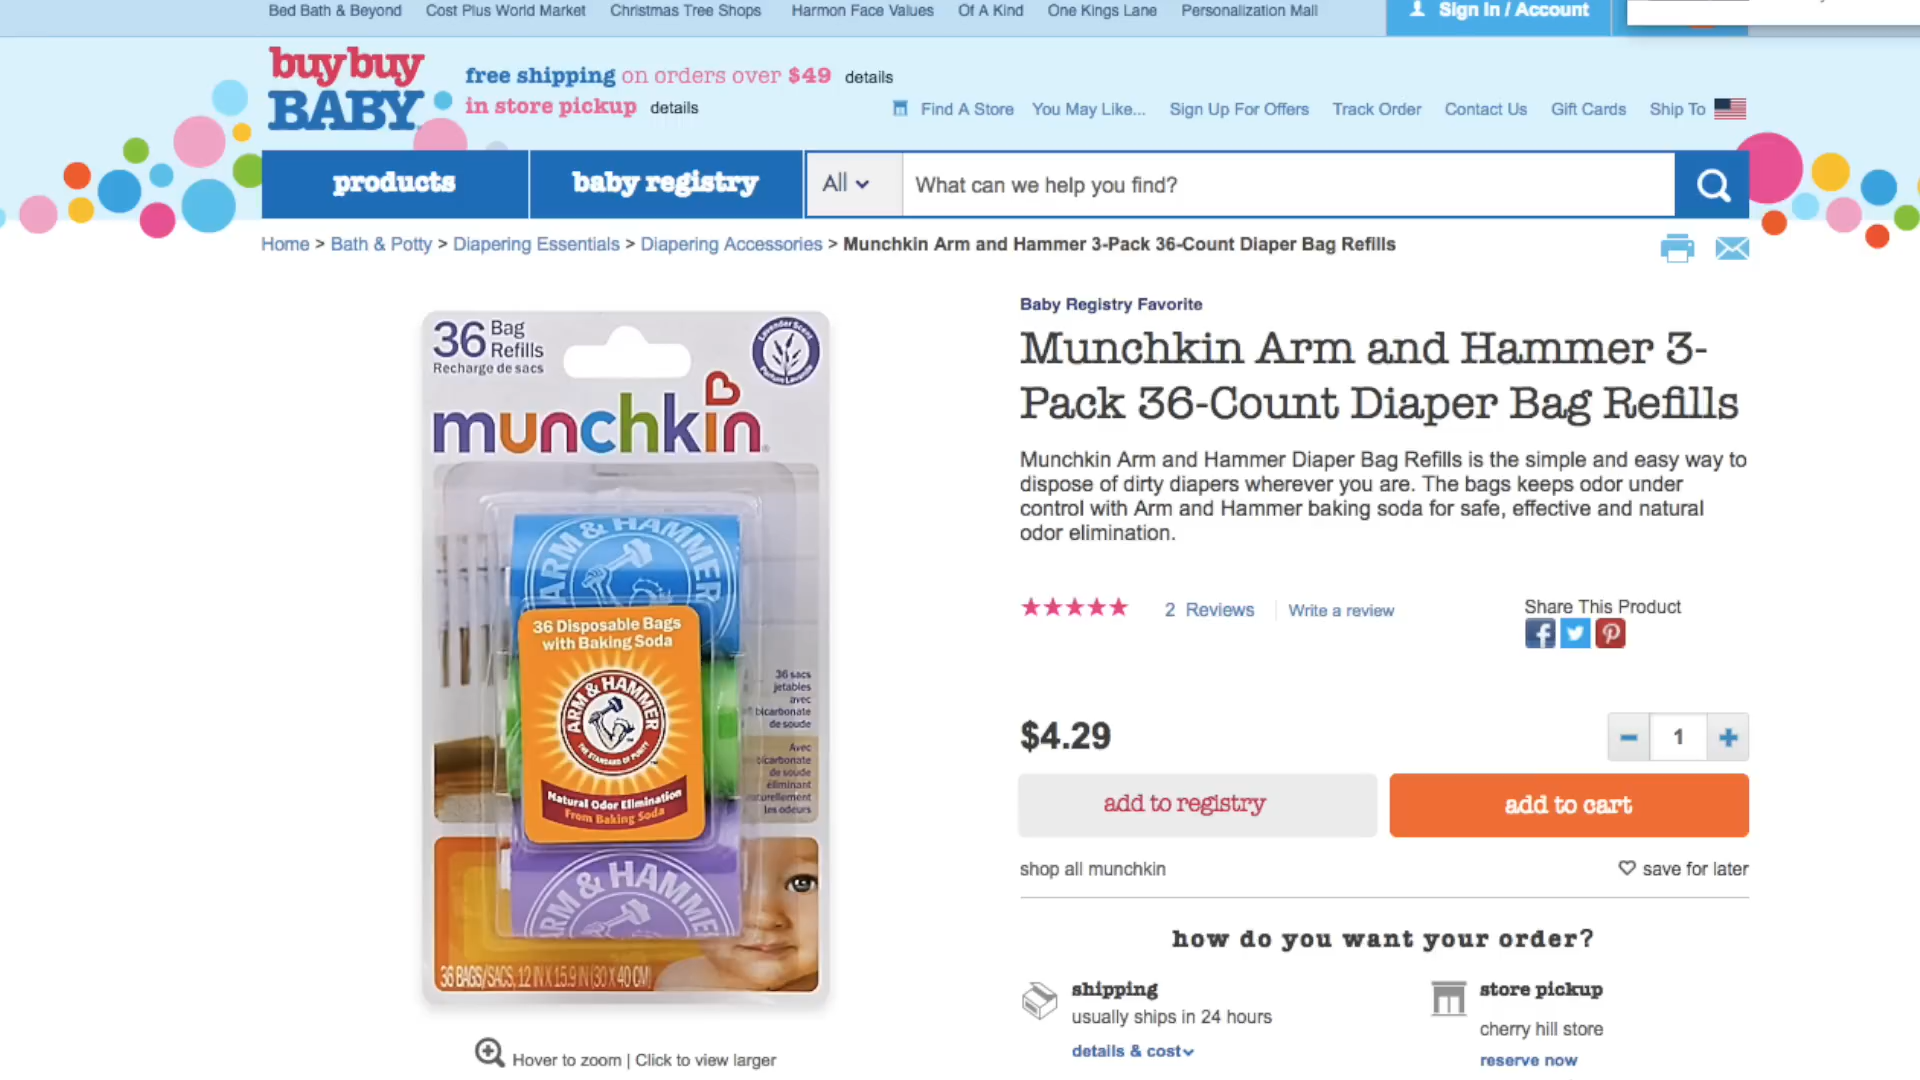 Bed Bath & Beyond Cost Plus World Market Christmas Tree Shops Harmon Face Values Of A Kind One Kings Lane Personalization Mall Sign In / Account
buybuy BABY
free shipping on orders over $49 details
in store pickup details
Find A Store You May Like... Sign Up For Offers Track Order Contact Us Gift Cards Ship To
products baby registry All What can we help you find?
Home > Bath & Potty > Diapering Essentials > Diapering Accessories > Munchkin Arm and Hammer 3-Pack 36-Count Diaper Bag Refills
36 Bag Refills
Recharge de sacs
Lavender Scent
munchkin
ARM & HAMMER
36 Disposable Bags
with Baking Soda
ARM & HAMMER
THE STANDARD OF PURITY
Natural Odor Elimination
From Baking Soda
36 sacs
jetables
avec
bicarbonate
de soude
Avec
bicarbonate
de soude
éliminant
naturellement
les odeurs
ARM & HAMMER
36 BAGS/SACS, 12 IN X 15.9 IN (30 X 40 CM)
Hover to zoom | Click to view larger
Baby Registry Favorite
Munchkin Arm and Hammer 3-
Pack 36-Count Diaper Bag Refills
Munchkin Arm and Hammer Diaper Bag Refills is the simple and easy way to
dispose of dirty diapers wherever you are. The bags keeps odor under
control with Arm and Hammer baking soda for safe, effective and natural
odor elimination.
2 Reviews Write a review
Share This Product
$4.29
1
add to registry add to cart
shop all munchkin save for later
how do you want your order?
shipping
usually ships in 24 hours
details & cost
store pickup
cherry hill store
reserve now